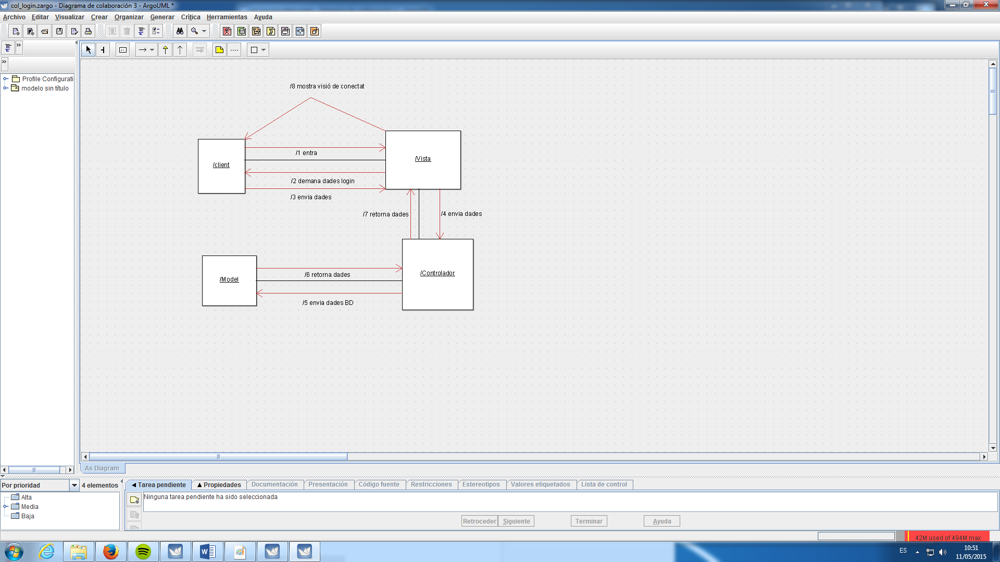 col_login.zargo - Diagrama de colaboración 3 - ArgoUML *
Archivo Editar Visualizar Crear Organizar Generar Crítica Herramientas Ayuda
Profile Configurati
modelo sin título
/8 mostra visió de conectat
/1 entra
/client
/Vista
/2 demana dades login
/3 envia dades
/7 retorna dades
/4 envia dades
/6 retorna dades
/Model
/Controlador
/5 envia dades BD
As Diagram
Por prioridad
4 elementos
Alta
Media
Baja
Tarea pendiente Propiedades Documentación Presentación Código fuente Restricciones Estereotipos Valores etiquetados Lista de control
Ninguna tarea pendiente ha sido seleccionada
Retroceder Siguiente Terminar Ayuda
42M used of 494M max
ES
10:51
11/05/2015